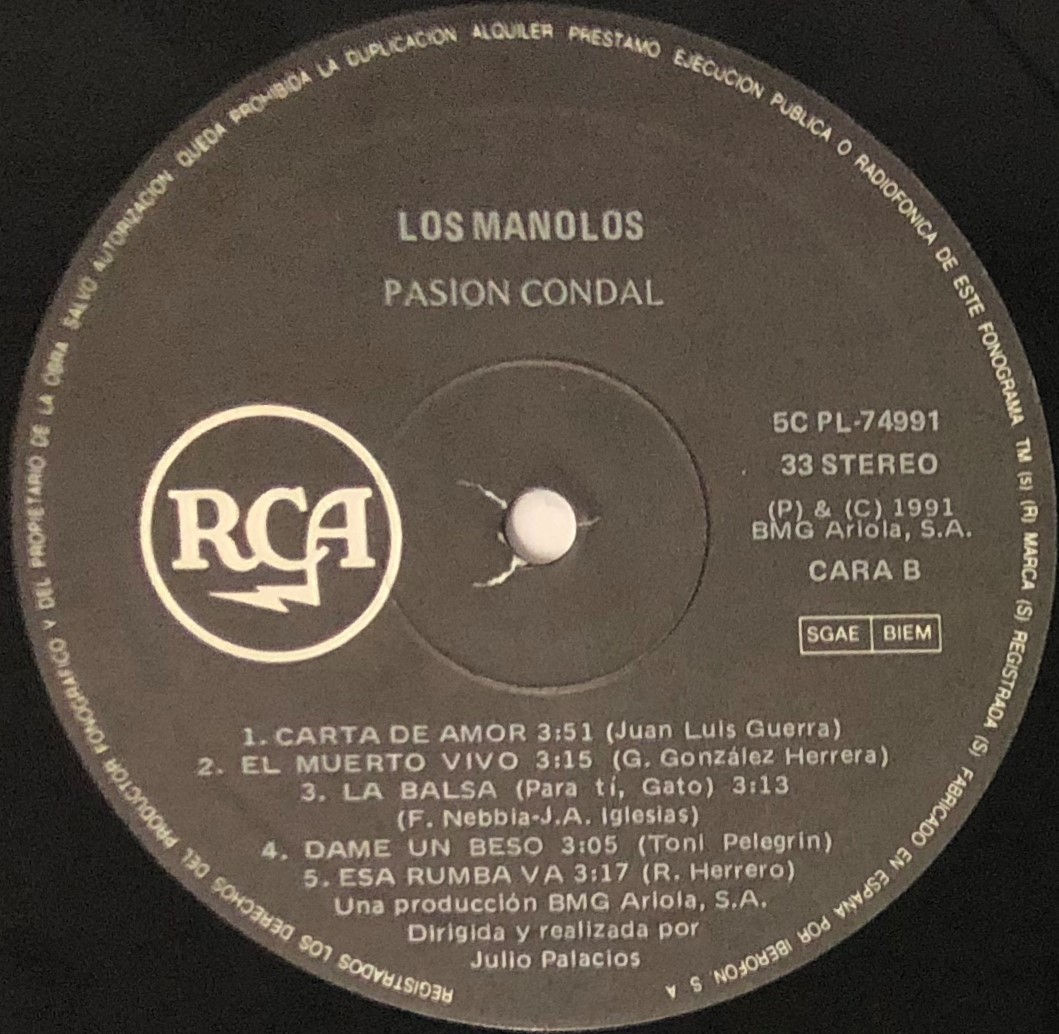 REGISTRADOS LOS DERECHOS DEL PRODUCTOR FONOGRAFICO Y DEL PROPIETARIO DE LA OBRA SALVO AUTORIZACION QUEDA PROHIBIDA LA DUPLICACION ALQUILER PRESTAMO EJECUCION PUBLICA O RADIOFONICA DE ESTE FONOGRAMA TM (S) (R) MARCA (S) REGISTRADA (S) FABRICADO EN ESPAÑA POR IBEROFON, S A
LOS MANOLOS
PASION CONDAL
RCA
5C PL-74991
33 STEREO
(P) & (C) 1991
BMG Ariola, S.A.
CARA B
SGAE BIEM
1. CARTA DE AMOR 3:51 (Juan Luis Guerra)
2. EL MUERTO VIVO 3:15 (G. González Herrera)
3. LA BALSA (Para tí, Gato) 3:13
(F. Nebbia-J.A. Iglesias)
4. DAME UN BESO 3:05 (Toni Pelegrín)
5. ESA RUMBA VA 3:17 (R. Herrero)
Una producción BMG Ariola, S.A.
Dirigida y realizada por
Julio Palacios